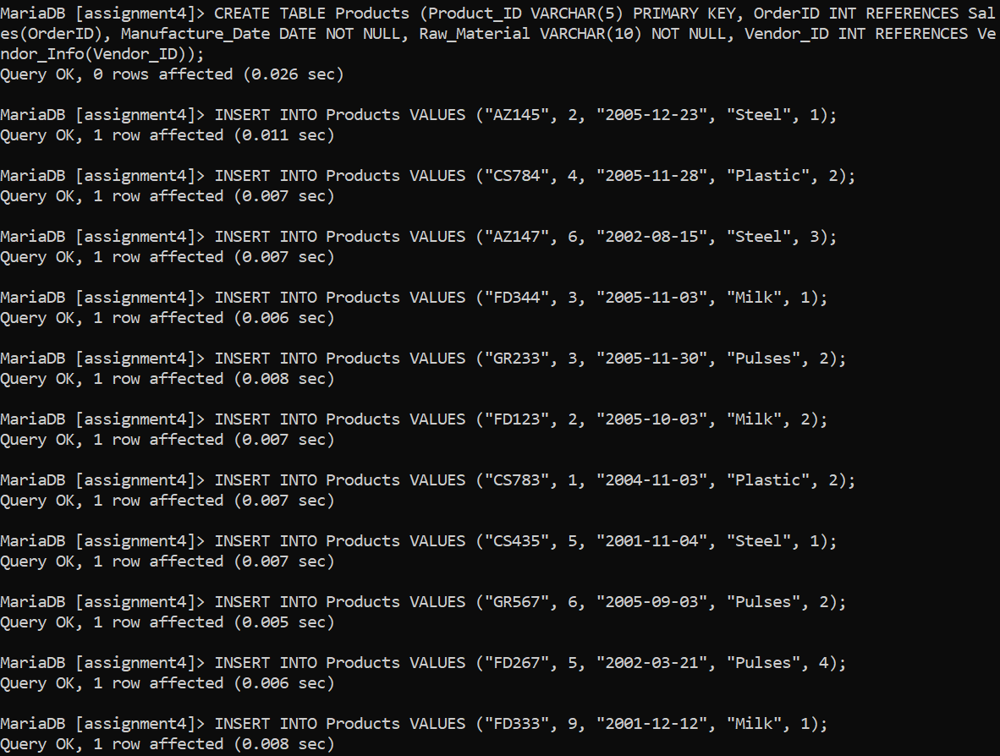 MariaDB [assignment4]> CREATE TABLE Products (Product_ID VARCHAR(5) PRIMARY KEY, OrderID INT REFERENCES Sal
es(OrderID), Manufacture_Date DATE NOT NULL, Raw_Material VARCHAR(10) NOT NULL, Vendor_ID INT REFERENCES Ve
ndor_Info(Vendor_ID));
Query OK, 0 rows affected (0.026 sec)
MariaDB [assignment4]> INSERT INTO Products VALUES ("AZ145", 2, "2005-12-23", "Steel", 1);
Query OK, 1 row affected (0.011 sec)
MariaDB [assignment4]> INSERT INTO Products VALUES ("CS784", 4, "2005-11-28", "Plastic", 2);
Query OK, 1 row affected (0.007 sec)
MariaDB [assignment4]> INSERT INTO Products VALUES ("AZ147", 6, "2002-08-15", "Steel", 3);
Query OK, 1 row affected (0.007 sec)
MariaDB [assignment4]> INSERT INTO Products VALUES ("FD344", 3, "2005-11-03", "Milk", 1);
Query OK, 1 row affected (0.006 sec)
MariaDB [assignment4]> INSERT INTO Products VALUES ("GR233", 3, "2005-11-30", "Pulses", 2);
Query OK, 1 row affected (0.008 sec)
MariaDB [assignment4]> INSERT INTO Products VALUES ("FD123", 2, "2005-10-03", "Milk", 2);
Query OK, 1 row affected (0.007 sec)
MariaDB [assignment4]> INSERT INTO Products VALUES ("CS783", 1, "2004-11-03", "Plastic", 2);
Query OK, 1 row affected (0.007 sec)
MariaDB [assignment4]> INSERT INTO Products VALUES ("CS435", 5, "2001-11-04", "Steel", 1);
Query OK, 1 row affected (0.007 sec)
MariaDB [assignment4]> INSERT INTO Products VALUES ("GR567", 6, "2005-09-03", "Pulses", 2);
Query OK, 1 row affected (0.005 sec)
MariaDB [assignment4]> INSERT INTO Products VALUES ("FD267", 5, "2002-03-21", "Pulses", 4);
Query OK, 1 row affected (0.006 sec)
MariaDB [assignment4]> INSERT INTO Products VALUES ("FD333", 9, "2001-12-12", "Milk", 1);
Query OK, 1 row affected (0.008 sec)